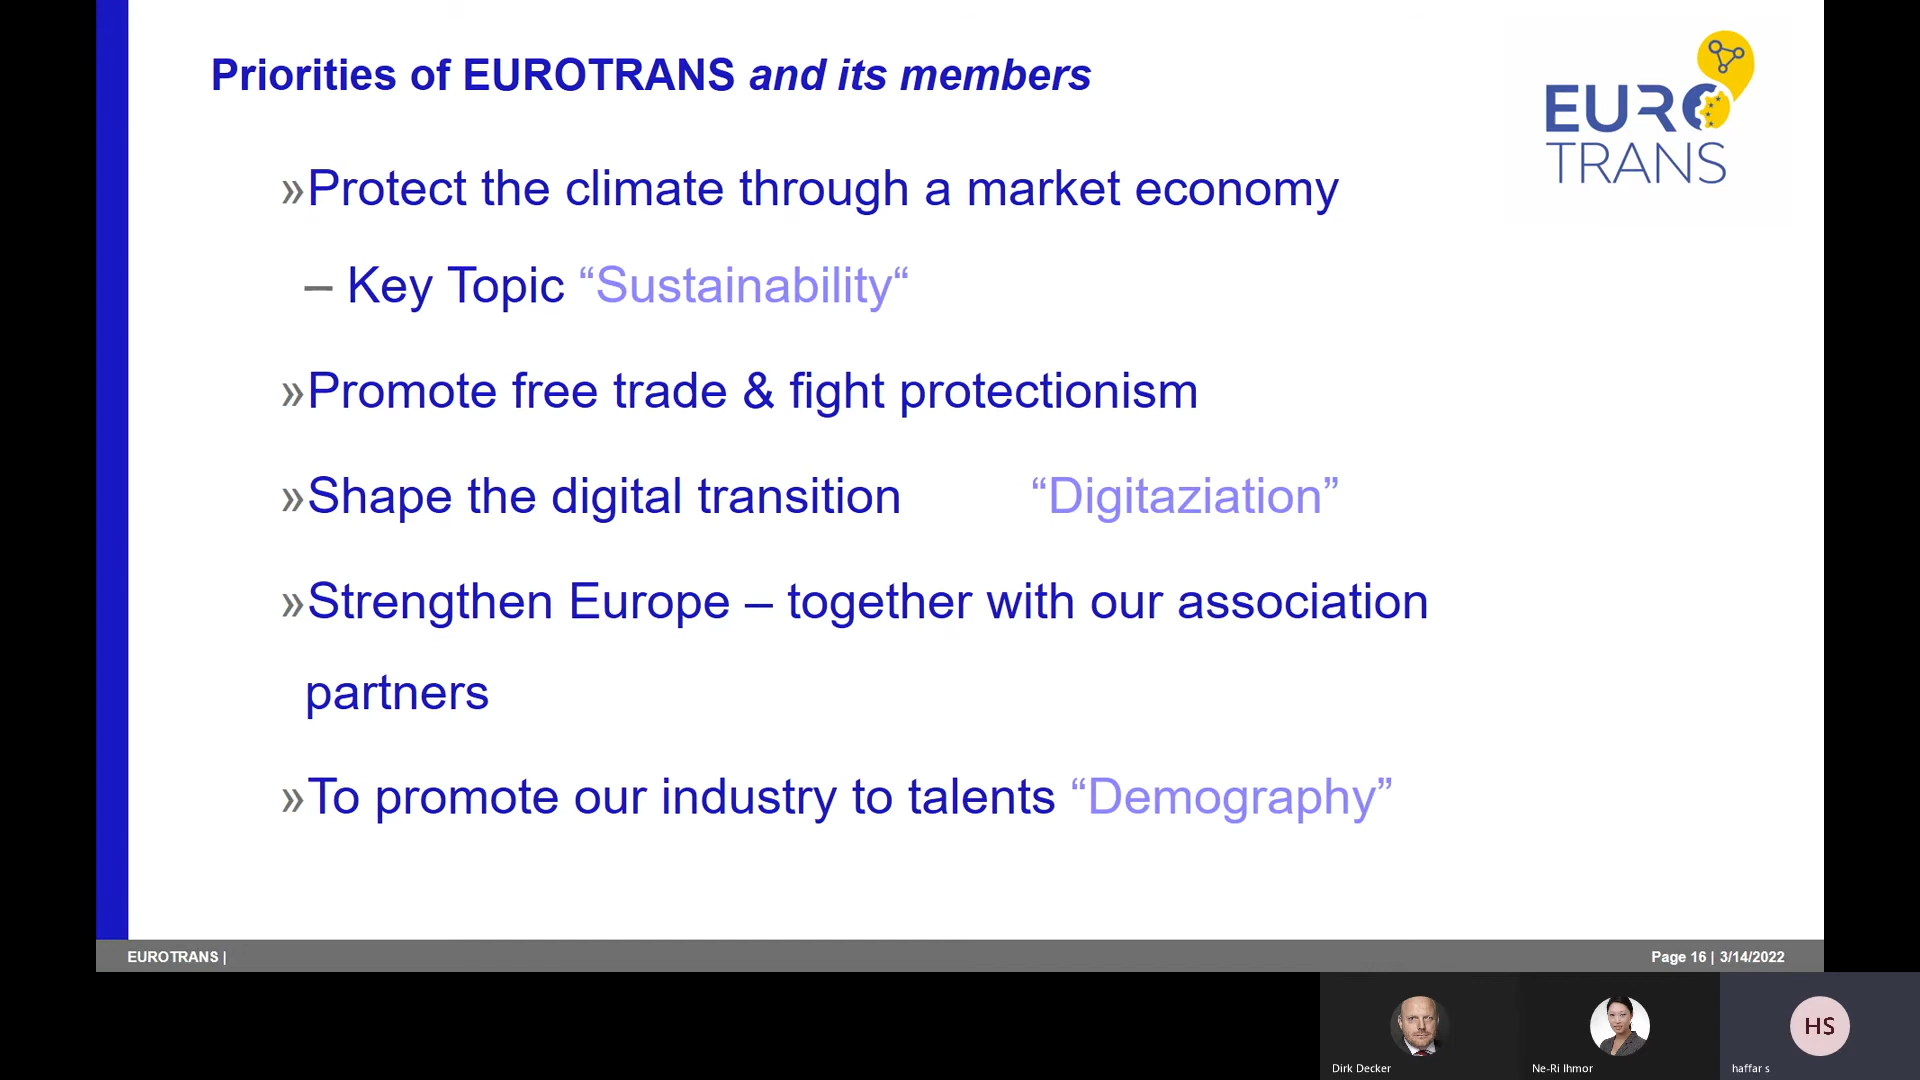 Priorities of EUROTRANS and its members
EURO
TRANS
»Protect the climate through a market economy
– Key Topic “Sustainability“
»Promote free trade & fight protectionism
»Shape the digital transition “Digitaziation”
»Strengthen Europe – together with our association
partners
»To promote our industry to talents “Demography”
EUROTRANS |
Page 16 | 3/14/2022
HS
Dirk Decker
Ne-Ri Ihmor
haffar s